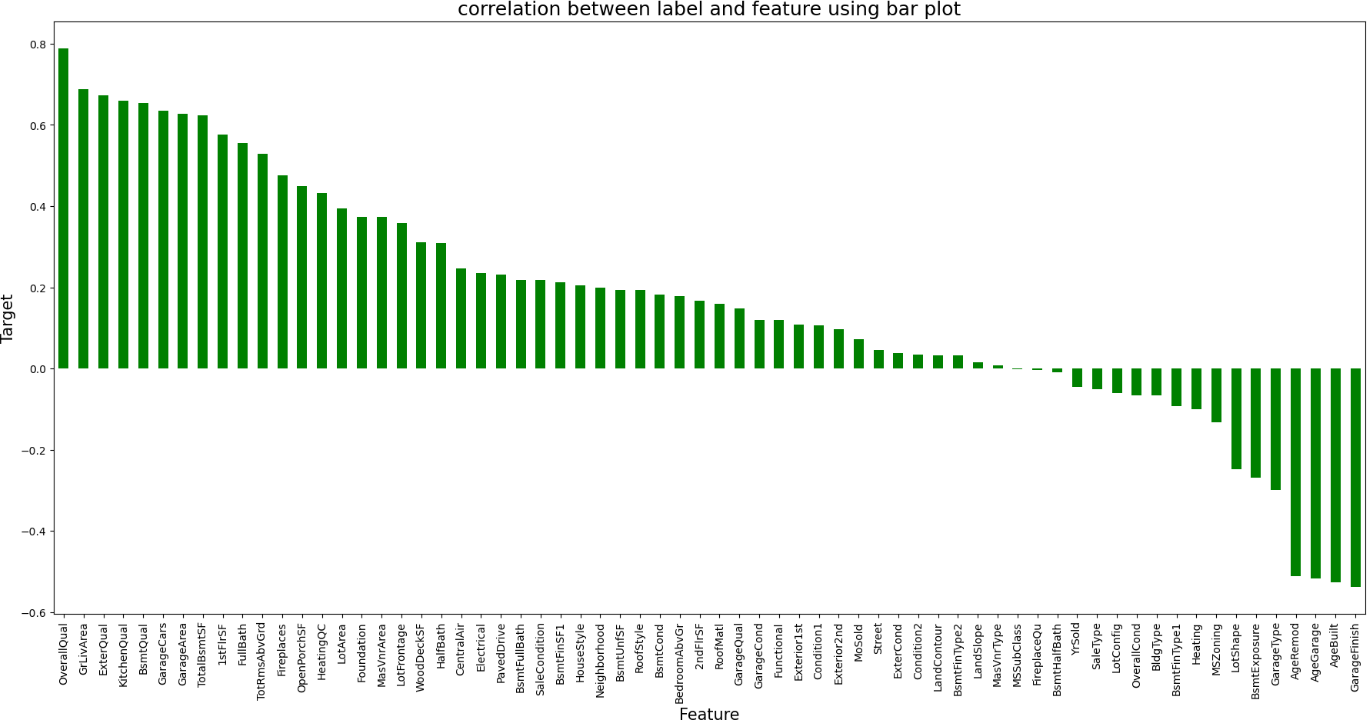 correlation between label and feature using bar plot
Target
0.8
0.6
0.4
0.2
0.0
−0.2
−0.4
−0.6
OverallQual
GrLivArea
ExterQual
KitchenQual
BsmtQual
GarageCars
GarageArea
TotalBsmtSF
1stFlrSF
FullBath
TotRmsAbvGrd
Fireplaces
OpenPorchSF
HeatingQC
LotArea
Foundation
MasVnrArea
LotFrontage
WoodDeckSF
HalfBath
CentralAir
Electrical
PavedDrive
BsmtFullBath
SaleCondition
BsmtFinSF1
HouseStyle
Neighborhood
BsmtUnfSF
RoofStyle
BsmtCond
BedroomAbvGr
2ndFlrSF
RoofMatl
GarageQual
GarageCond
Functional
Exterior1st
Condition1
Exterior2nd
MoSold
Street
ExterCond
Condition2
LandContour
BsmtFinType2
LandSlope
MasVnrType
MSSubClass
FireplaceQu
BsmtHalfBath
YrSold
SaleType
LotConfig
OverallCond
BldgType
BsmtFinType1
Heating
MSZoning
LotShape
BsmtExposure
GarageType
AgeRemod
AgeGarage
AgeBuilt
GarageFinish
Feature